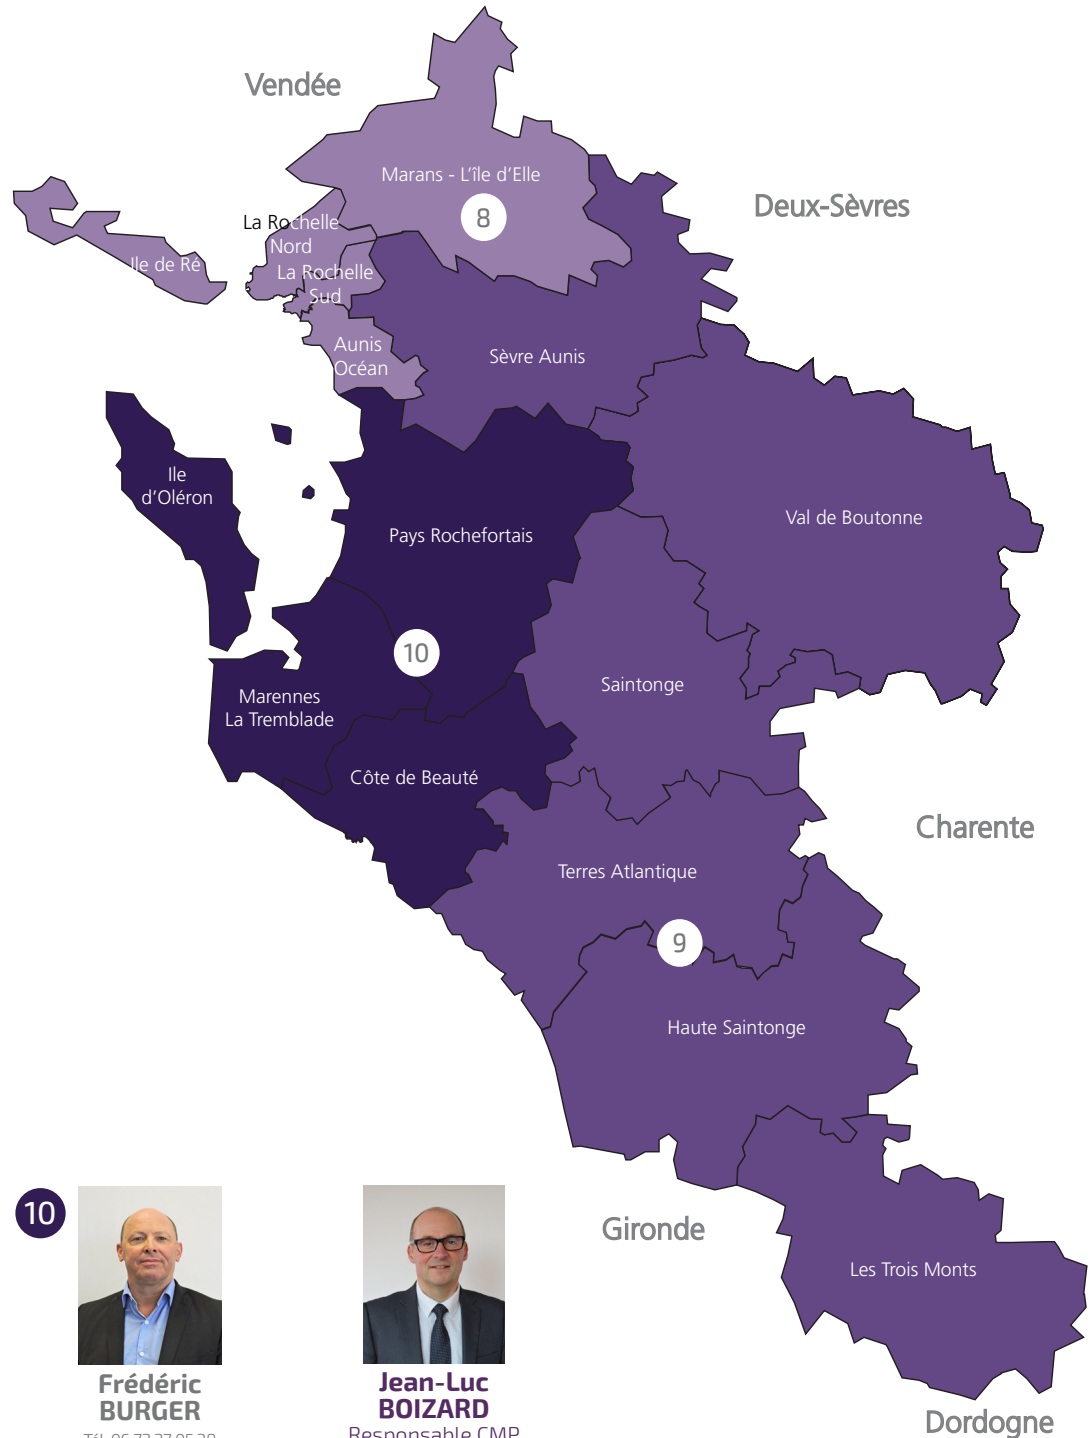 Vendée
Marans - L'île d'Elle
8
Deux-Sèvres
La Rochelle
Nord
Ile de Ré
La Rochelle
Sud
Aunis
Océan
Sèvre Aunis
Ile
d'Oléron
Val de Boutonne
Pays Rochefortais
10
Saintonge
Marennes
La Tremblade
Côte de Beauté
Charente
Terres Atlantique
9
Haute Saintonge
Gironde
Les Trois Monts
Dordogne
10
Frédéric
BURGER
Jean-Luc
BOIZARD
Responsable CMP